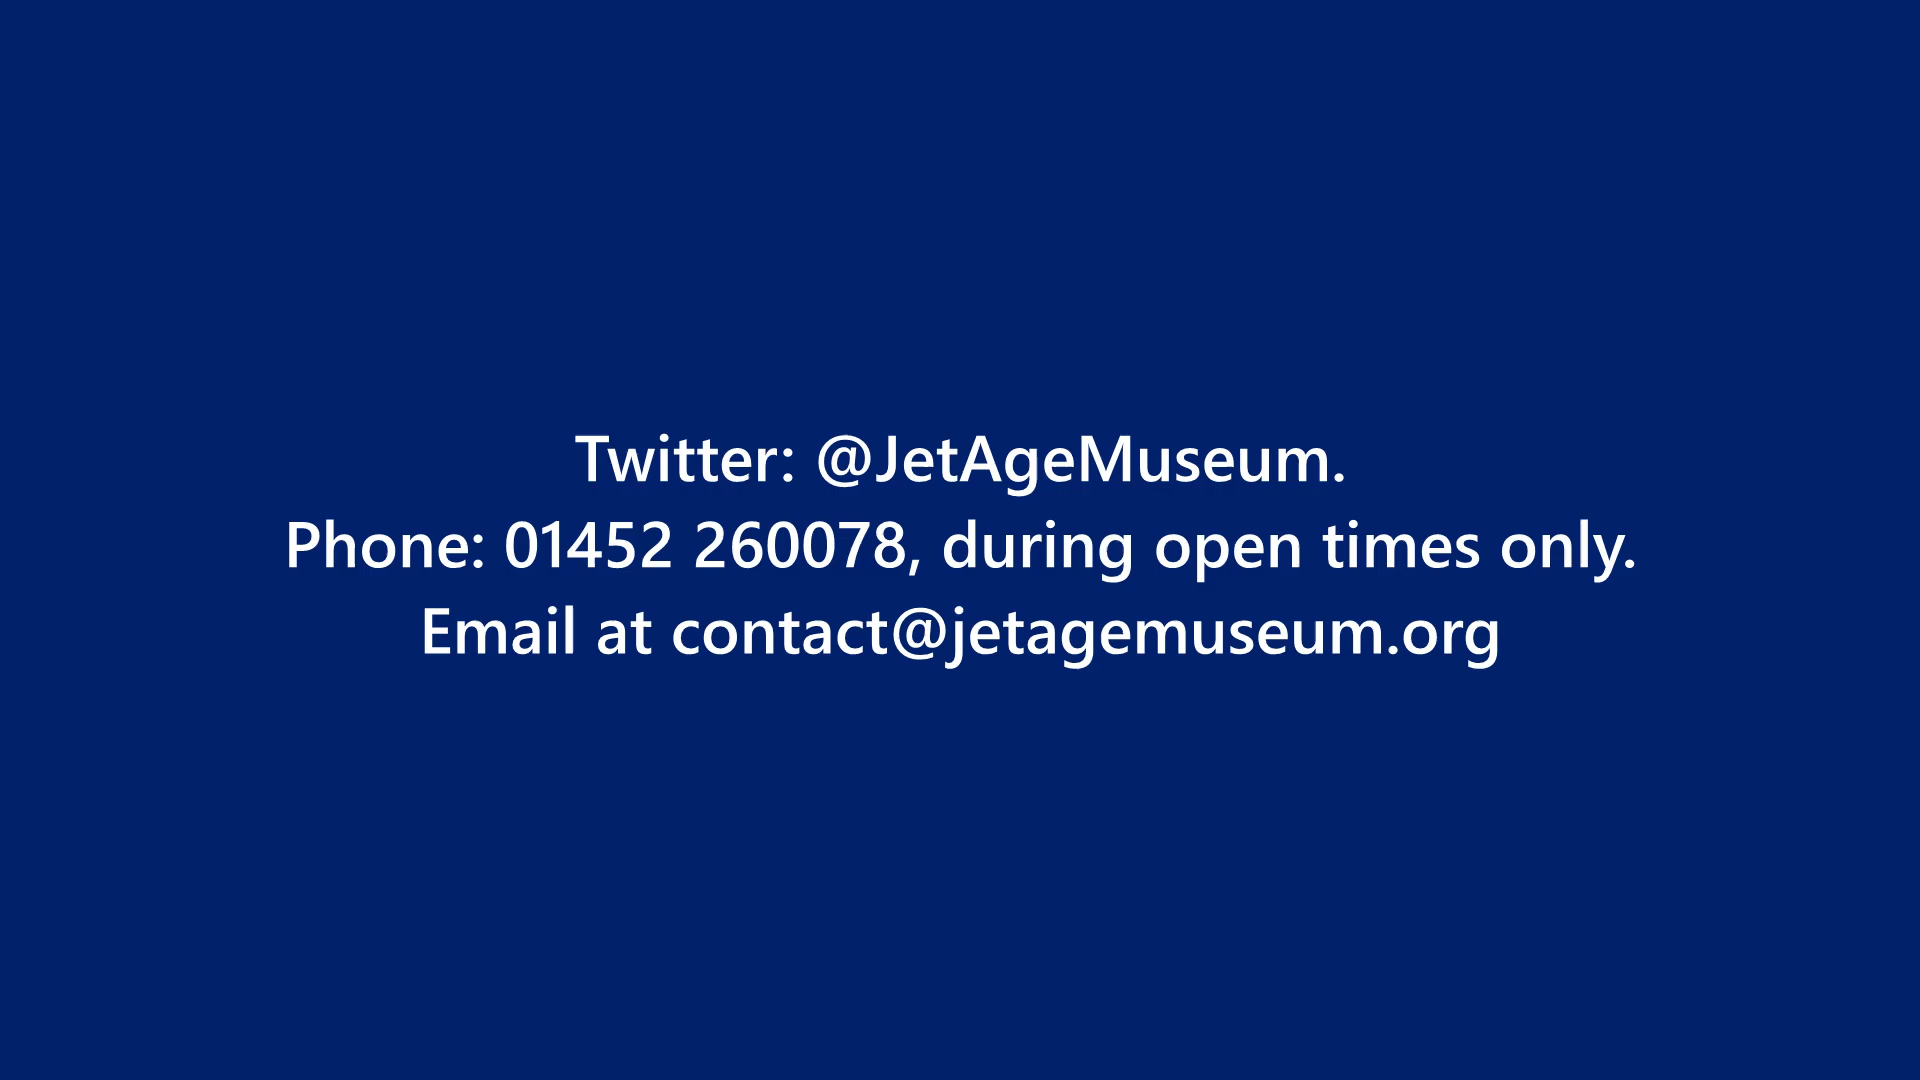 Twitter: @JetAgeMuseum.
Phone: 01452 260078, during open times only.
Email at contact@jetagemuseum.org